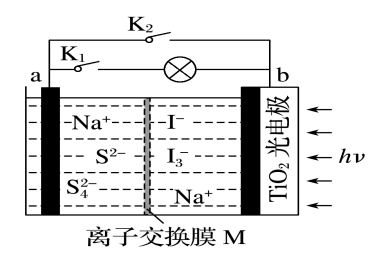 K₂
K₁
a
b
Na⁺
I⁻
S²⁻
I₃⁻
S₄²⁻
Na⁺
TiO₂光电极
hν
离子交换膜 M